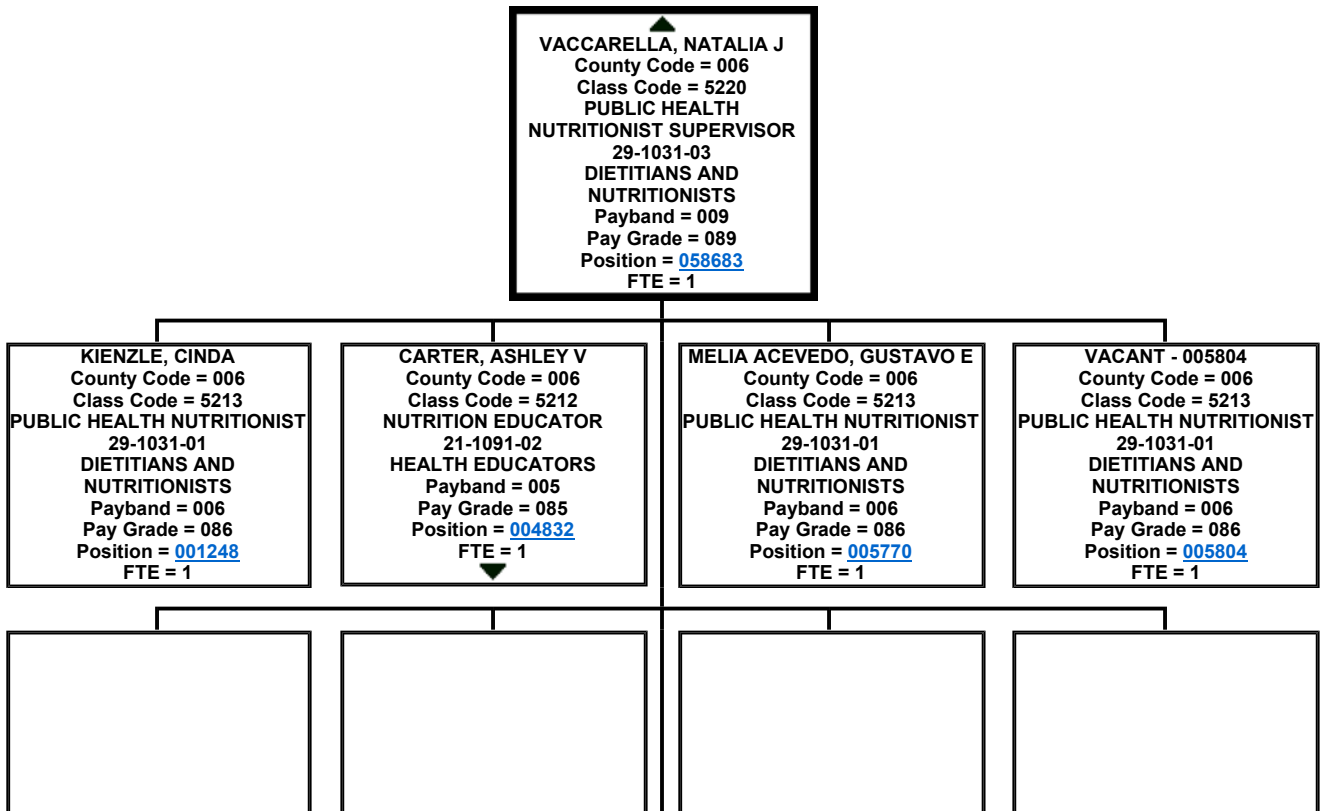 VACCARELLA, NATALIA J
County Code = 006
Class Code = 5220
PUBLIC HEALTH
NUTRITIONIST SUPERVISOR
29-1031-03
DIETITIANS AND
NUTRITIONISTS
Payband = 009
Pay Grade = 089
Position = 058683
FTE = 1
KIENZLE, CINDA
County Code = 006
Class Code = 5213
PUBLIC HEALTH NUTRITIONIST
29-1031-01
DIETITIANS AND
NUTRITIONISTS
Payband = 006
Pay Grade = 086
Position = 001248
FTE = 1
CARTER, ASHLEY V
County Code = 006
Class Code = 5212
NUTRITION EDUCATOR
21-1091-02
HEALTH EDUCATORS
Payband = 005
Pay Grade = 085
Position = 004832
FTE = 1
MELIA ACEVEDO, GUSTAVO E
County Code = 006
Class Code = 5213
PUBLIC HEALTH NUTRITIONIST
29-1031-01
DIETITIANS AND
NUTRITIONISTS
Payband = 006
Pay Grade = 086
Position = 005770
FTE = 1
VACANT - 005804
County Code = 006
Class Code = 5213
PUBLIC HEALTH NUTRITIONIST
29-1031-01
DIETITIANS AND
NUTRITIONISTS
Payband = 006
Pay Grade = 086
Position = 005804
FTE = 1